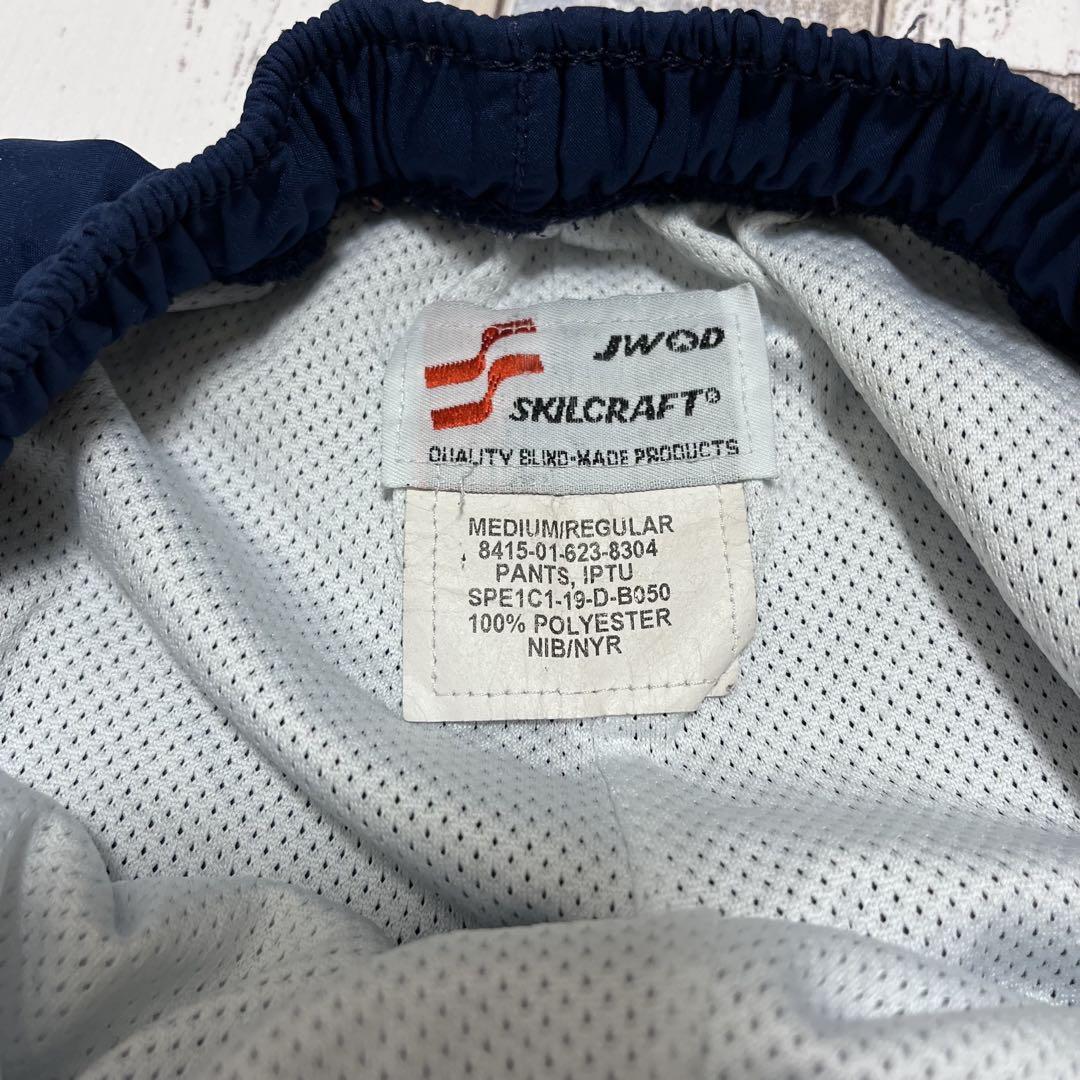 JWOD
SKILCRAFT®
QUALITY BLIND-MADE PRODUCTS
MEDIUM/REGULAR
8415-01-623-8304
PANTS, IPTU
SPE1C1-19-D-B050
100% POLYESTER
NIB/NYR